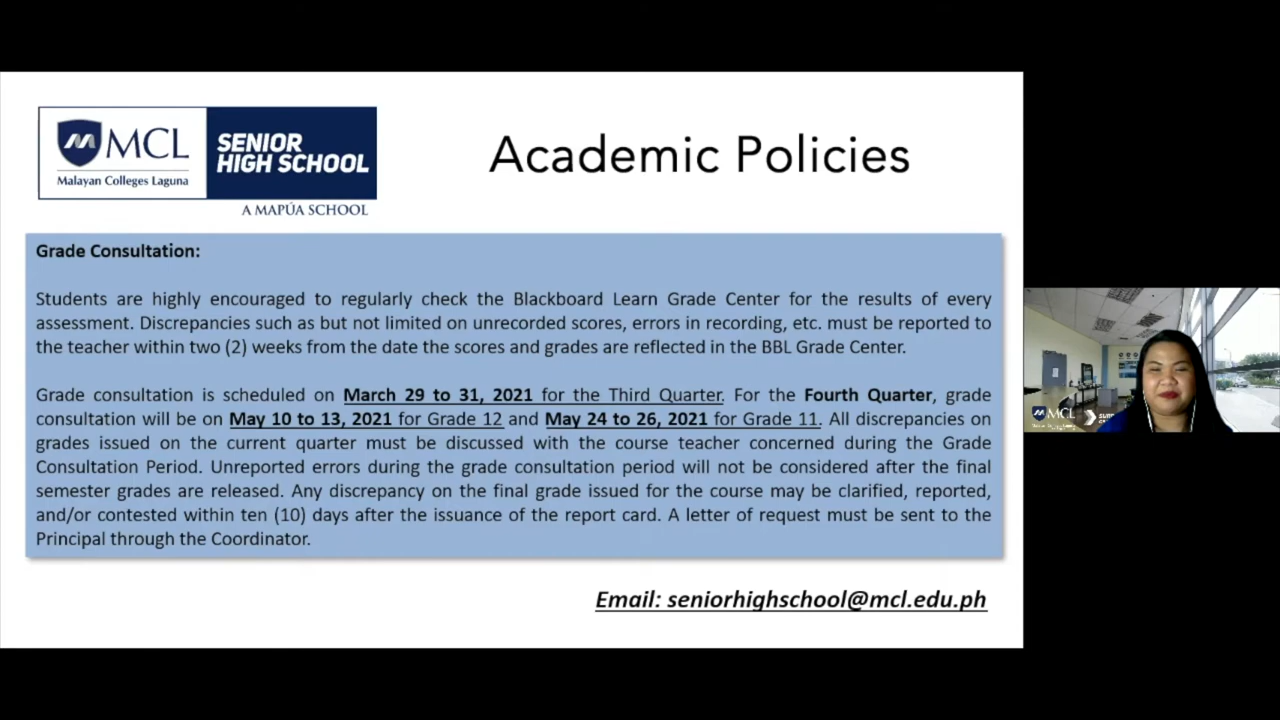 MCL
Malayan Colleges Laguna
SENIOR
HIGH SCHOOL
A MAPÚA SCHOOL
Academic Policies
Grade Consultation:
Students are highly encouraged to regularly check the Blackboard Learn Grade Center for the results of every
assessment. Discrepancies such as but not limited on unrecorded scores, errors in recording, etc. must be reported to
the teacher within two (2) weeks from the date the scores and grades are reflected in the BBL Grade Center.
Grade consultation is scheduled on March 29 to 31, 2021 for the Third Quarter. For the Fourth Quarter, grade
consultation will be on May 10 to 13, 2021 for Grade 12 and May 24 to 26, 2021 for Grade 11. All discrepancies on
grades issued on the current quarter must be discussed with the course teacher concerned during the Grade
Consultation Period. Unreported errors during the grade consultation period will not be considered after the final
semester grades are released. Any discrepancy on the final grade issued for the course may be clarified, reported,
and/or contested within ten (10) days after the issuance of the report card. A letter of request must be sent to the
Principal through the Coordinator.
Email: seniorhighschool@mcl.edu.ph
MCL